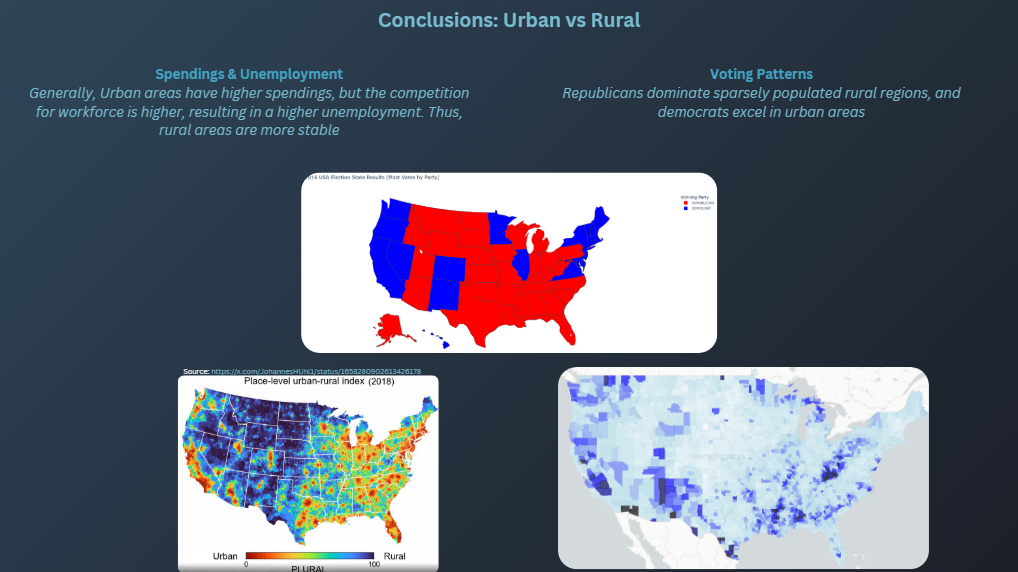 Conclusions: Urban vs Rural
Spendings & Unemployment
Generally, Urban areas have higher spendings, but the competition
for workforce is higher, resulting in a higher unemployment. Thus,
rural areas are more stable
Voting Patterns
Republicans dominate sparsely populated rural regions, and
democrats excel in urban areas
2016 USA Election State Results (Most Votes by Party)
Winning Party
REPUBLICAN
DEMOCRAT
Source: https://x.com/JohannesHUhl1/status/1658280902613426178
Place-level urban-rural index (2018)
Urban
Rural
0
100
PLURAL
UNITED STATES